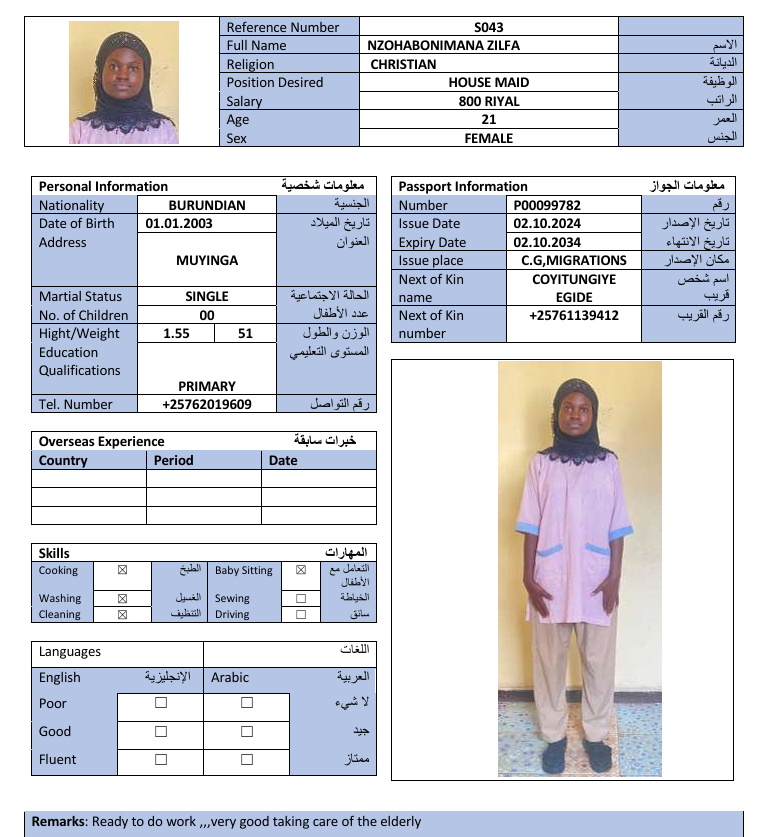 Reference Number S043
Full Name NZOHABONIMANA ZILFA الاسم
Religion CHRISTIAN الديانة
Position Desired HOUSE MAID الوظيفة
Salary 800 RIYAL الراتب
Age 21 العمر
Sex FEMALE الجنس
Personal Information معلومات شخصية
Nationality BURUNDIAN الجنسية
Date of Birth 01.01.2003 تاريخ الميلاد
Address العنوان
MUYINGA
Martial Status SINGLE الحالة الاجتماعية
No. of Children 00 عدد الأطفال
Hight/Weight 1.55 51 الوزن والطول
Education المستوى التعليمي
Qualifications
PRIMARY
Tel. Number +25762019609 رقم التواصل
Passport Information معلومات الجواز
Number P00099782 رقم
Issue Date 02.10.2024 تاريخ الإصدار
Expiry Date 02.10.2034 تاريخ الانتهاء
Issue place C.G,MIGRATIONS مكان الإصدار
Next of Kin COYITUNGIYE اسم شخص
name EGIDE قريب
Next of Kin +25761139412 رقم القريب
number
Overseas Experience خبرات سابقة
Country Period Date
Skills المهارات
Cooking ☒ الطبخ Baby Sitting ☒ التعامل مع
الأطفال
Washing ☒ الغسيل Sewing ☐ الخياطة
Cleaning ☒ التنظيف Driving ☐ سائق
Languages اللغات
English الإنجليزية Arabic العربية
Poor ☐ ☐ لا شيء
Good ☐ ☐ جيد
Fluent ☐ ☐ ممتاز
Remarks: Ready to do work ,,,very good taking care of the elderly